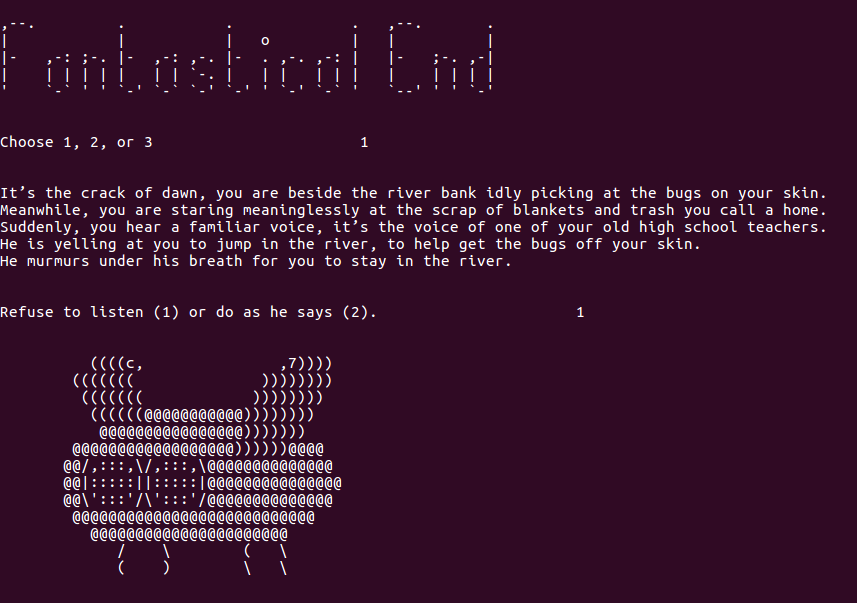 Fantastical End
Choose 1, 2, or 3 1
It’s the crack of dawn, you are beside the river bank idly picking at the bugs on your skin.
Meanwhile, you are staring meaninglessly at the scrap of blankets and trash you call a home.
Suddenly, you hear a familiar voice, it’s the voice of one of your old high school teachers.
He is yelling at you to jump in the river, to help get the bugs off your skin.
He murmurs under his breath for you to stay in the river.
Refuse to listen (1) or do as he says (2). 1